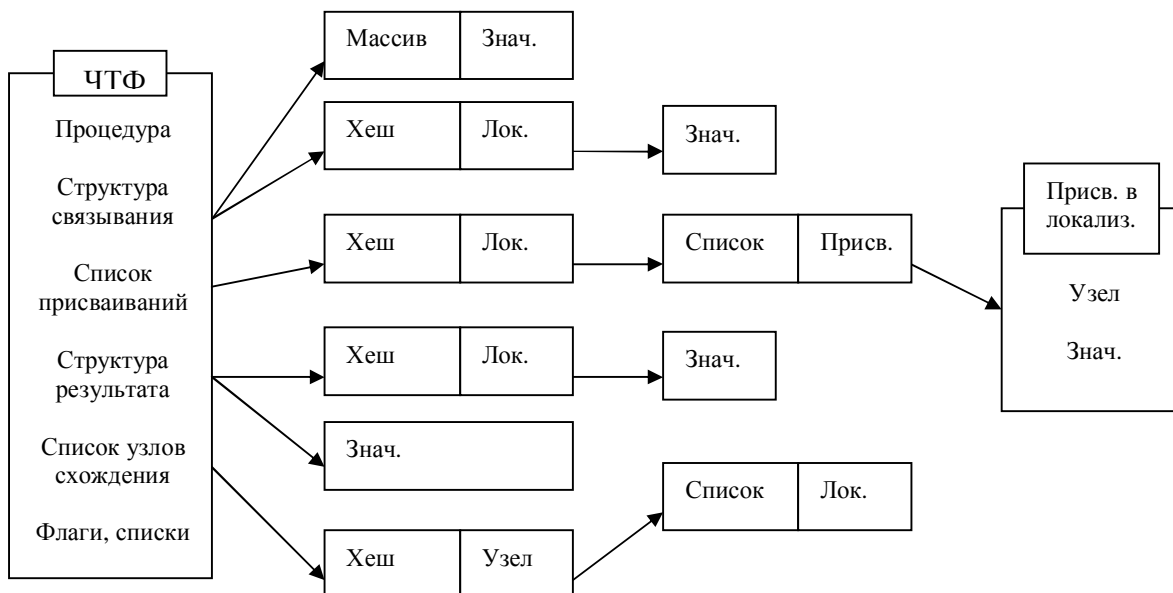 ЧТФ
Процедура
Структура
связывания
Список
присваиваний
Структура
результата
Список узлов
схождения
Флаги, списки
Массив
Знач.
Хеш
Лок.
Знач.
Хеш
Лок.
Список
Присв.
Присв. в
локализ.
Узел
Знач.
Хеш
Лок.
Знач.
Знач.
Список
Лок.
Хеш
Узел